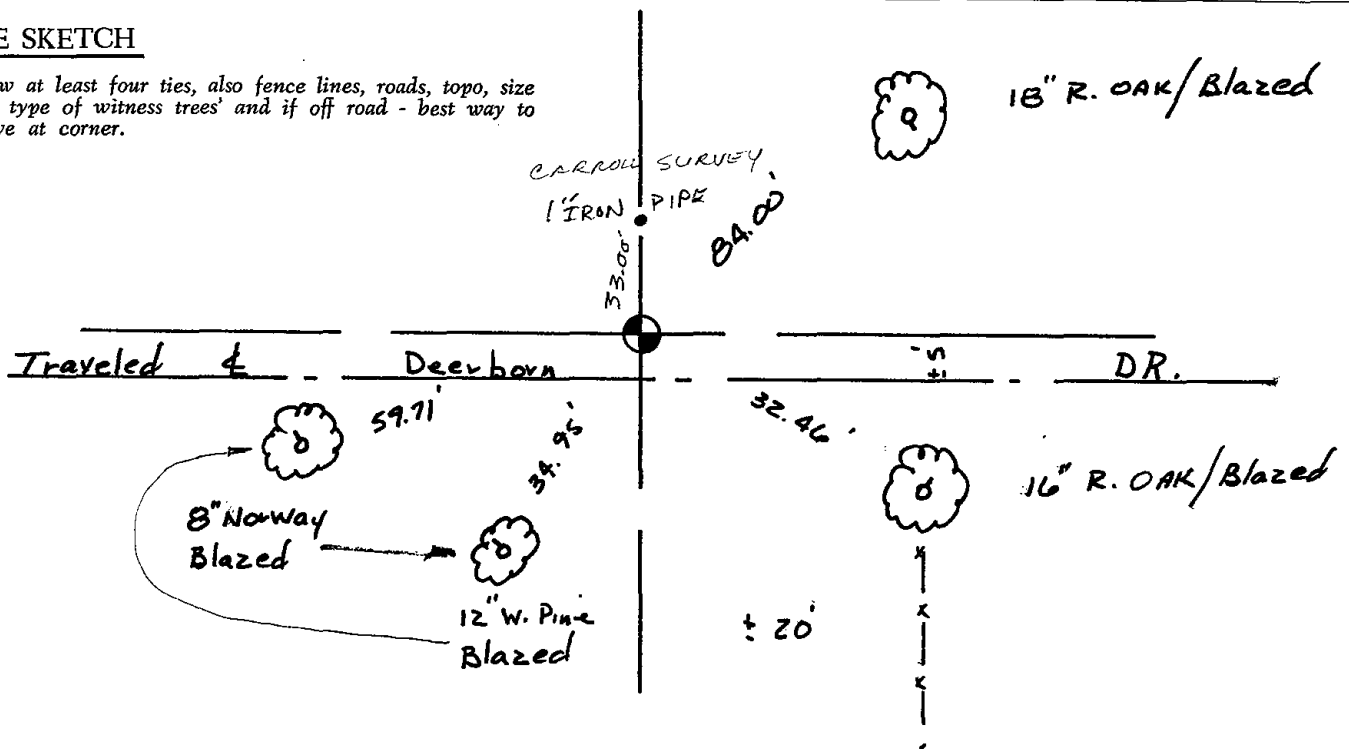 E SKETCH
w at least four ties, also fence lines, roads, topo, size
type of witness trees' and if off road - best way to
ve at corner.
18" R. OAK/Blazed
CARROLL SURVEY
1" IRON PIPE
84.00'
33.00'
Traveled ℄ Deerborn DR.
±5'
59.71'
34.95'
32.46'
16" R. OAK/Blazed
8" Norway
Blazed
12" W. Pine
Blazed
± 20'